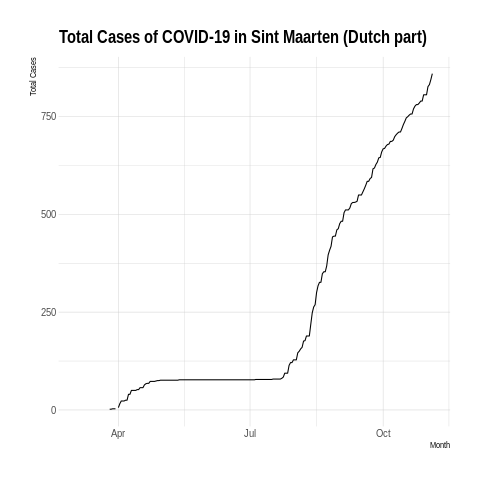 Total Cases of COVID-19 in Sint Maarten (Dutch part)
Total Cases
750
500
250
0
Apr Jul Oct
Month